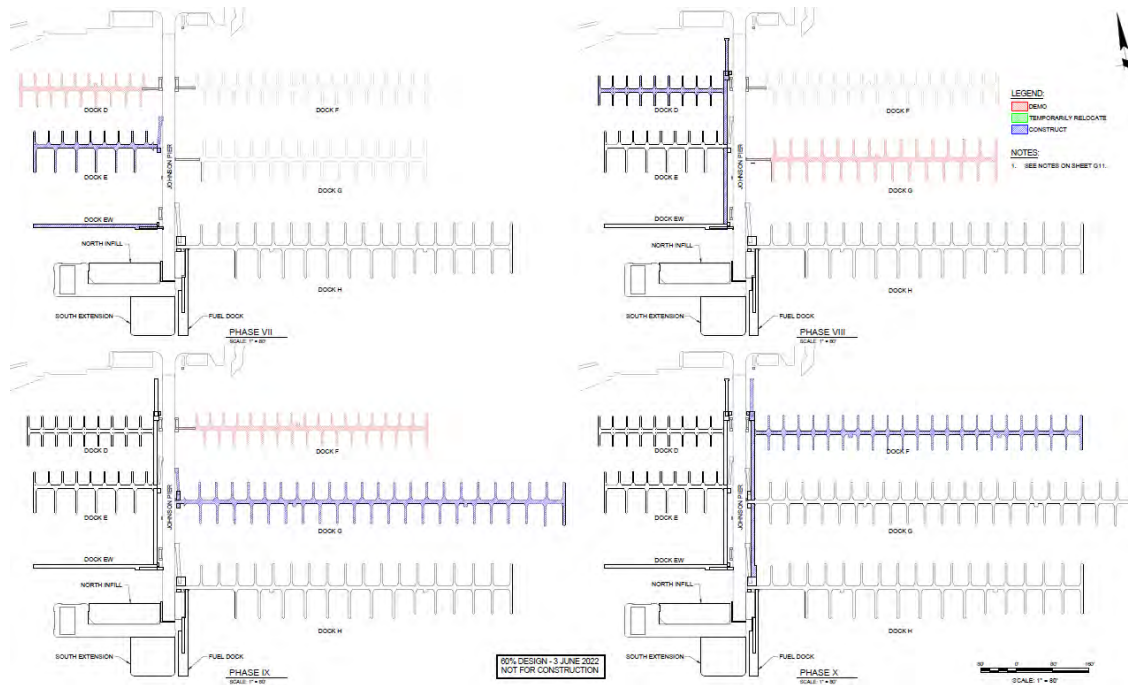 DOCK D
DOCK F
DOCK E
JOHNSON PIER
DOCK G
DOCK EW
NORTH INFILL
DOCK H
SOUTH EXTENSION
FUEL DOCK
PHASE VII
SCALE: 1" = 80'
DOCK D
DOCK F
DOCK E
JOHNSON PIER
DOCK G
DOCK EW
NORTH INFILL
DOCK H
SOUTH EXTENSION
FUEL DOCK
PHASE VIII
SCALE: 1" = 80'
LEGEND:
DEMO
TEMPORARILY RELOCATE
CONSTRUCT
NOTES:
1. SEE NOTES ON SHEET G11.
DOCK D
DOCK F
DOCK E
JOHNSON PIER
DOCK G
DOCK EW
NORTH INFILL
DOCK H
SOUTH EXTENSION
FUEL DOCK
PHASE IX
SCALE: 1" = 80'
60% DESIGN - 3 JUNE 2022
NOT FOR CONSTRUCTION
DOCK D
DOCK F
DOCK E
JOHNSON PIER
DOCK G
DOCK EW
NORTH INFILL
DOCK H
SOUTH EXTENSION
FUEL DOCK
PHASE X
SCALE: 1" = 80'
80' 0 80' 160'
SCALE: 1" = 80'